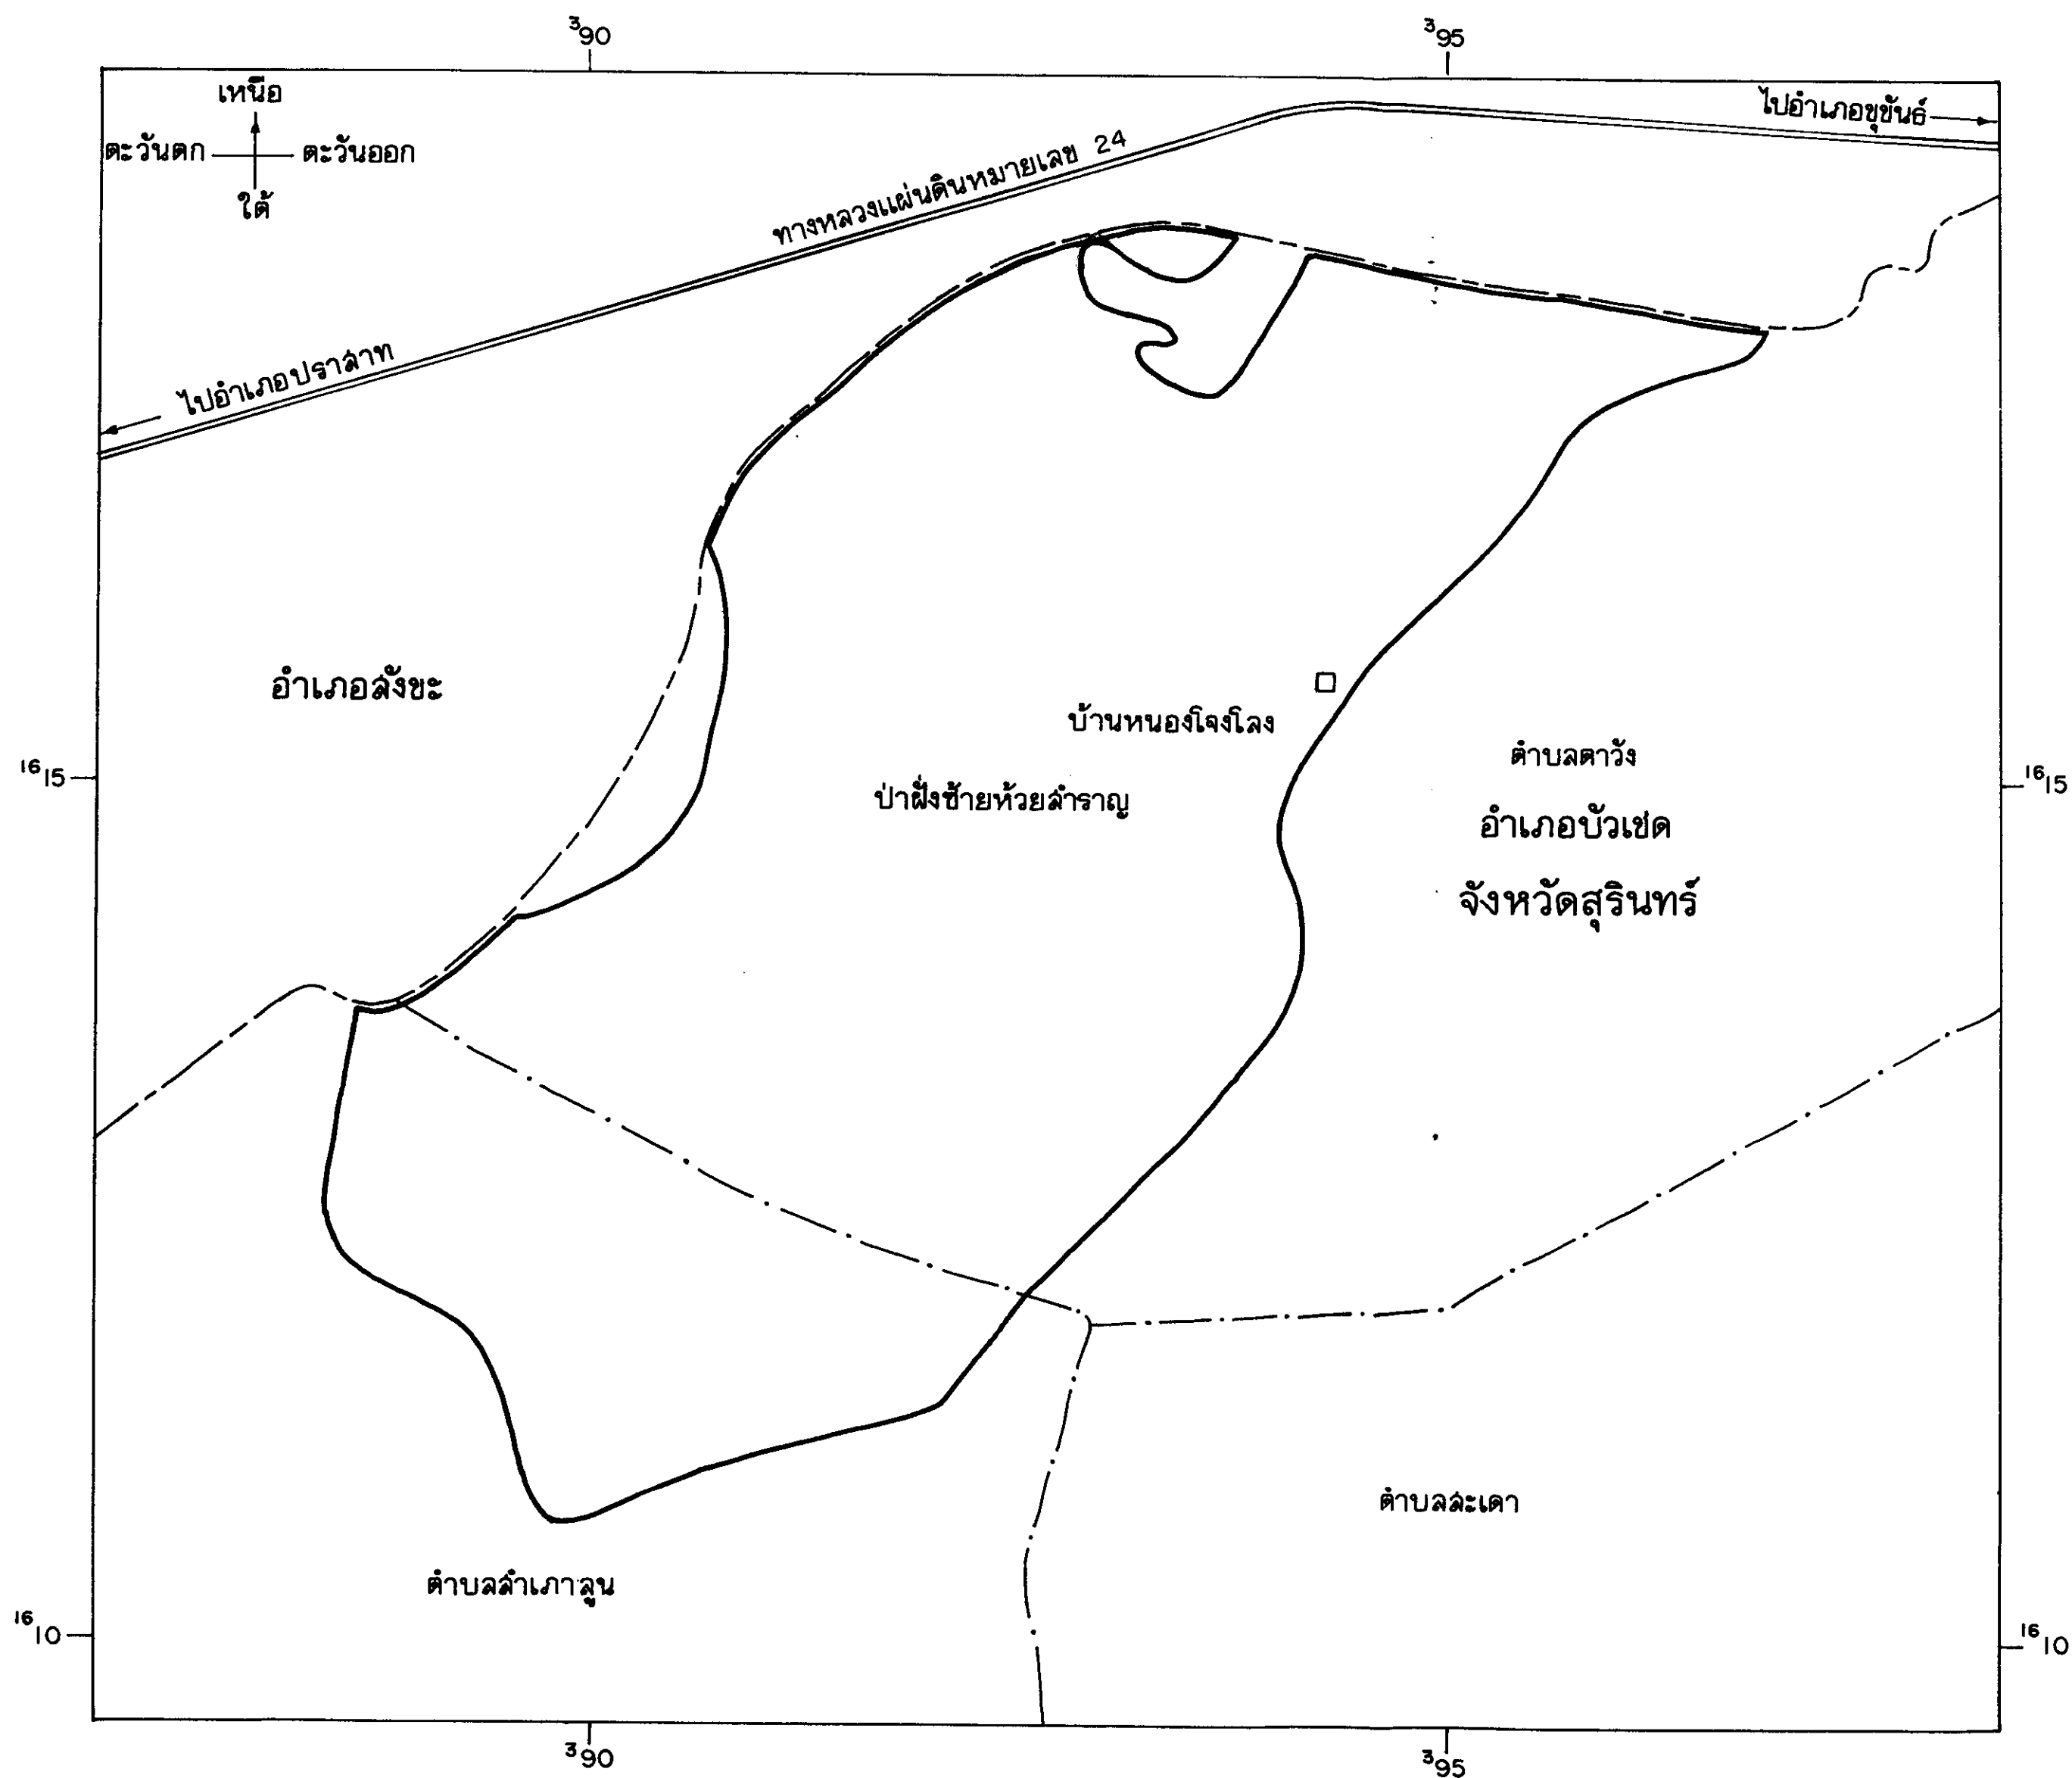 ³90
³95
เหนือ
ตะวันตก
ตะวันออก
ใต้
ไปอำเภอขุขันธ์
ทางหลวงแผ่นดินหมายเลข 24
ไปอำเภอปราสาท
อำเภอสังขะ
บ้านหนองโจงโลง
ป่าฝั่งซ้ายห้วยสำราญ
ตำบลตาวัง
อำเภอบัวเชด
จังหวัดสุรินทร์
¹⁶15
¹⁶15
ตำบลสะเดา
ตำบลสำเภาลูน
¹⁶10
¹⁶10
³90
³95